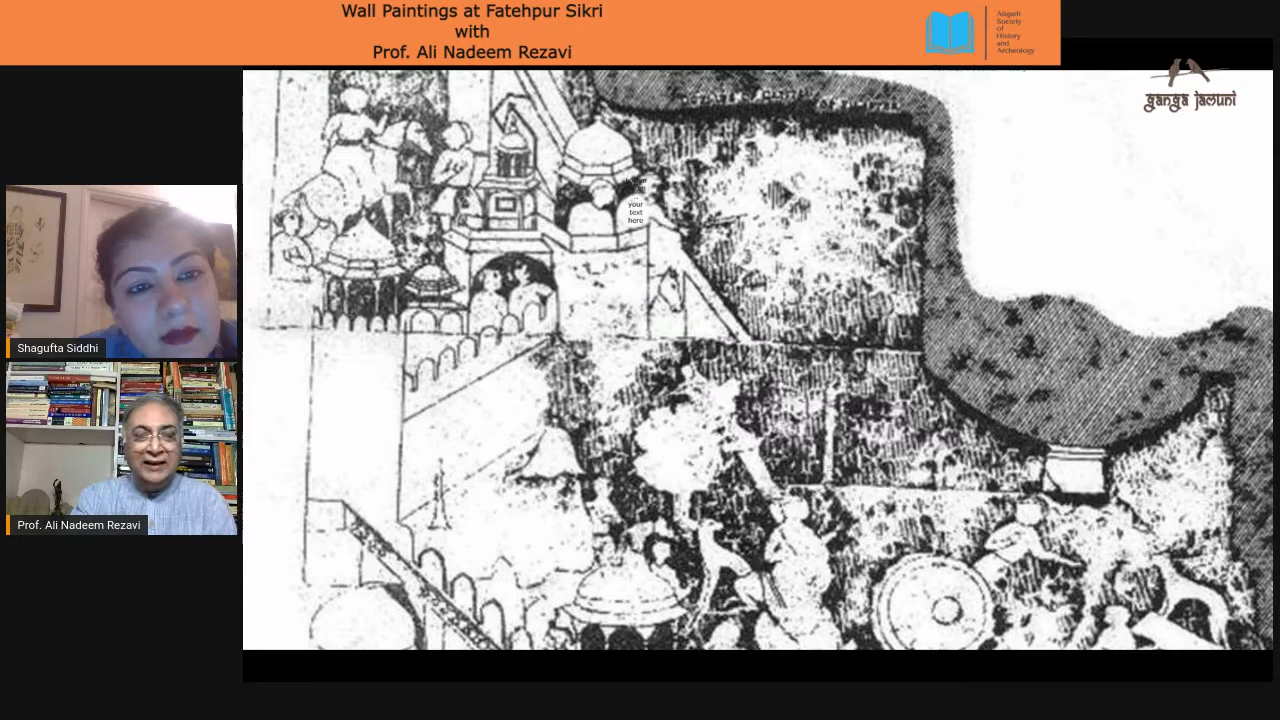 Wall Paintings at Fatehpur Sikri
with
Prof. Ali Nadeem Rezavi
Aligarh
Society
of
History
and
Archeology
ganga jamuni
your
text
here
Shagufta Siddhi
Prof. Ali Nadeem Rezavi